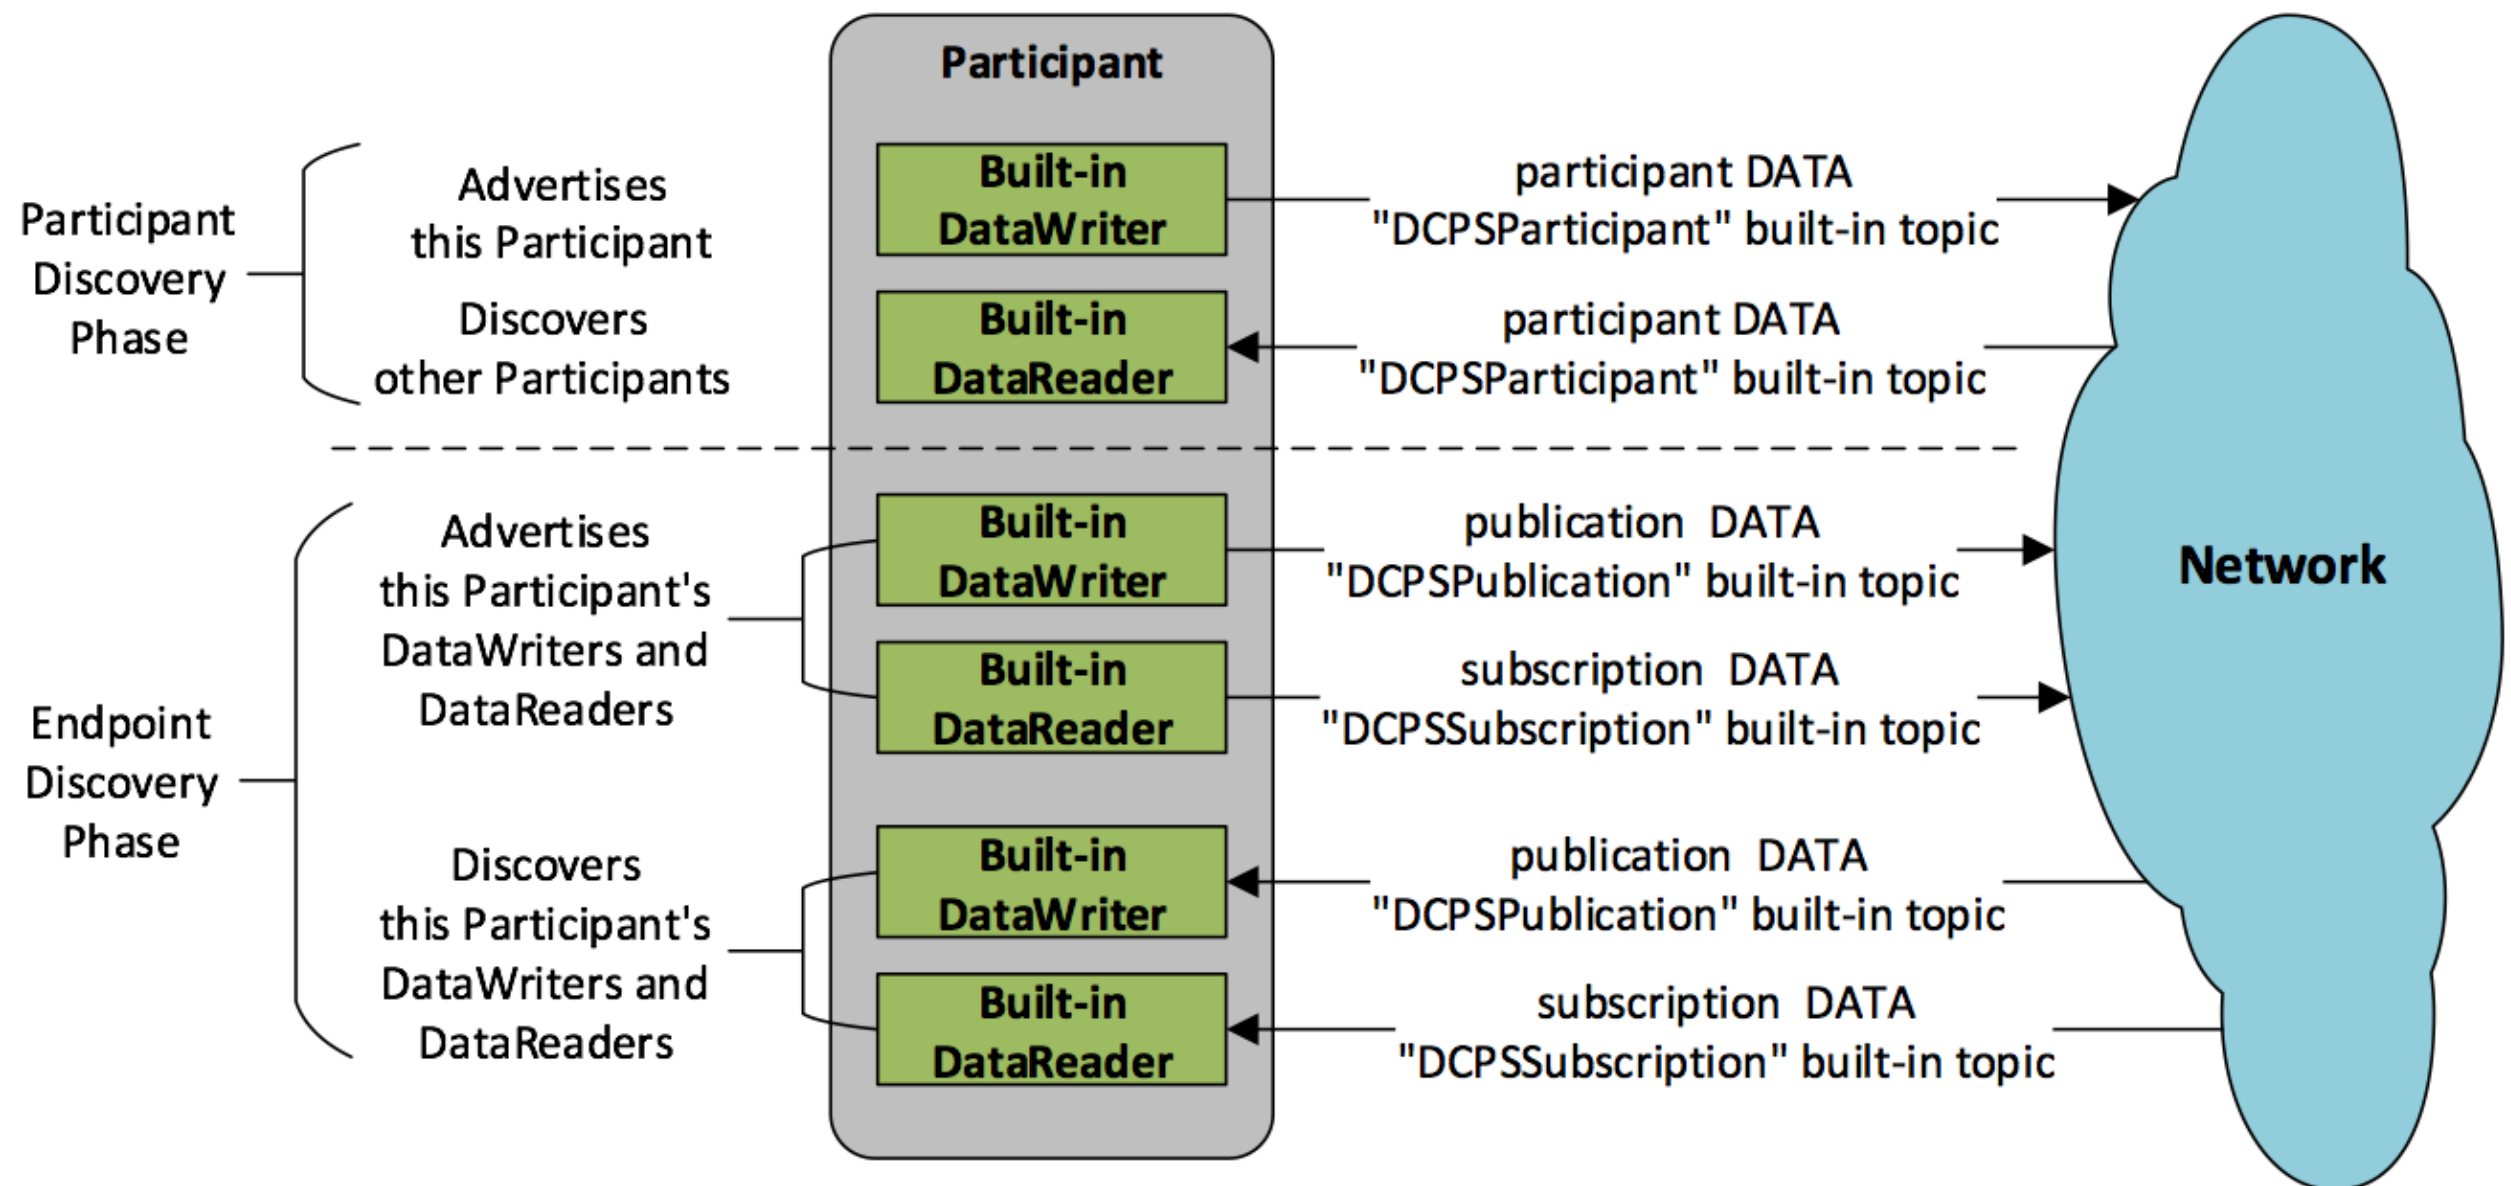 Participant
Participant
Discovery
Phase
Advertises
this Participant
Built-in
DataWriter
participant DATA
"DCPSParticipant" built-in topic
Discovers
other Participants
Built-in
DataReader
participant DATA
"DCPSParticipant" built-in topic
Endpoint
Discovery
Phase
Advertises
this Participant's
DataWriters and
DataReaders
Built-in
DataWriter
publication DATA
"DCPSPublication" built-in topic
Built-in
DataReader
subscription DATA
"DCPSSubscription" built-in topic
Discovers
this Participant's
DataWriters and
DataReaders
Built-in
DataWriter
publication DATA
"DCPSPublication" built-in topic
Built-in
DataReader
subscription DATA
"DCPSSubscription" built-in topic
Network